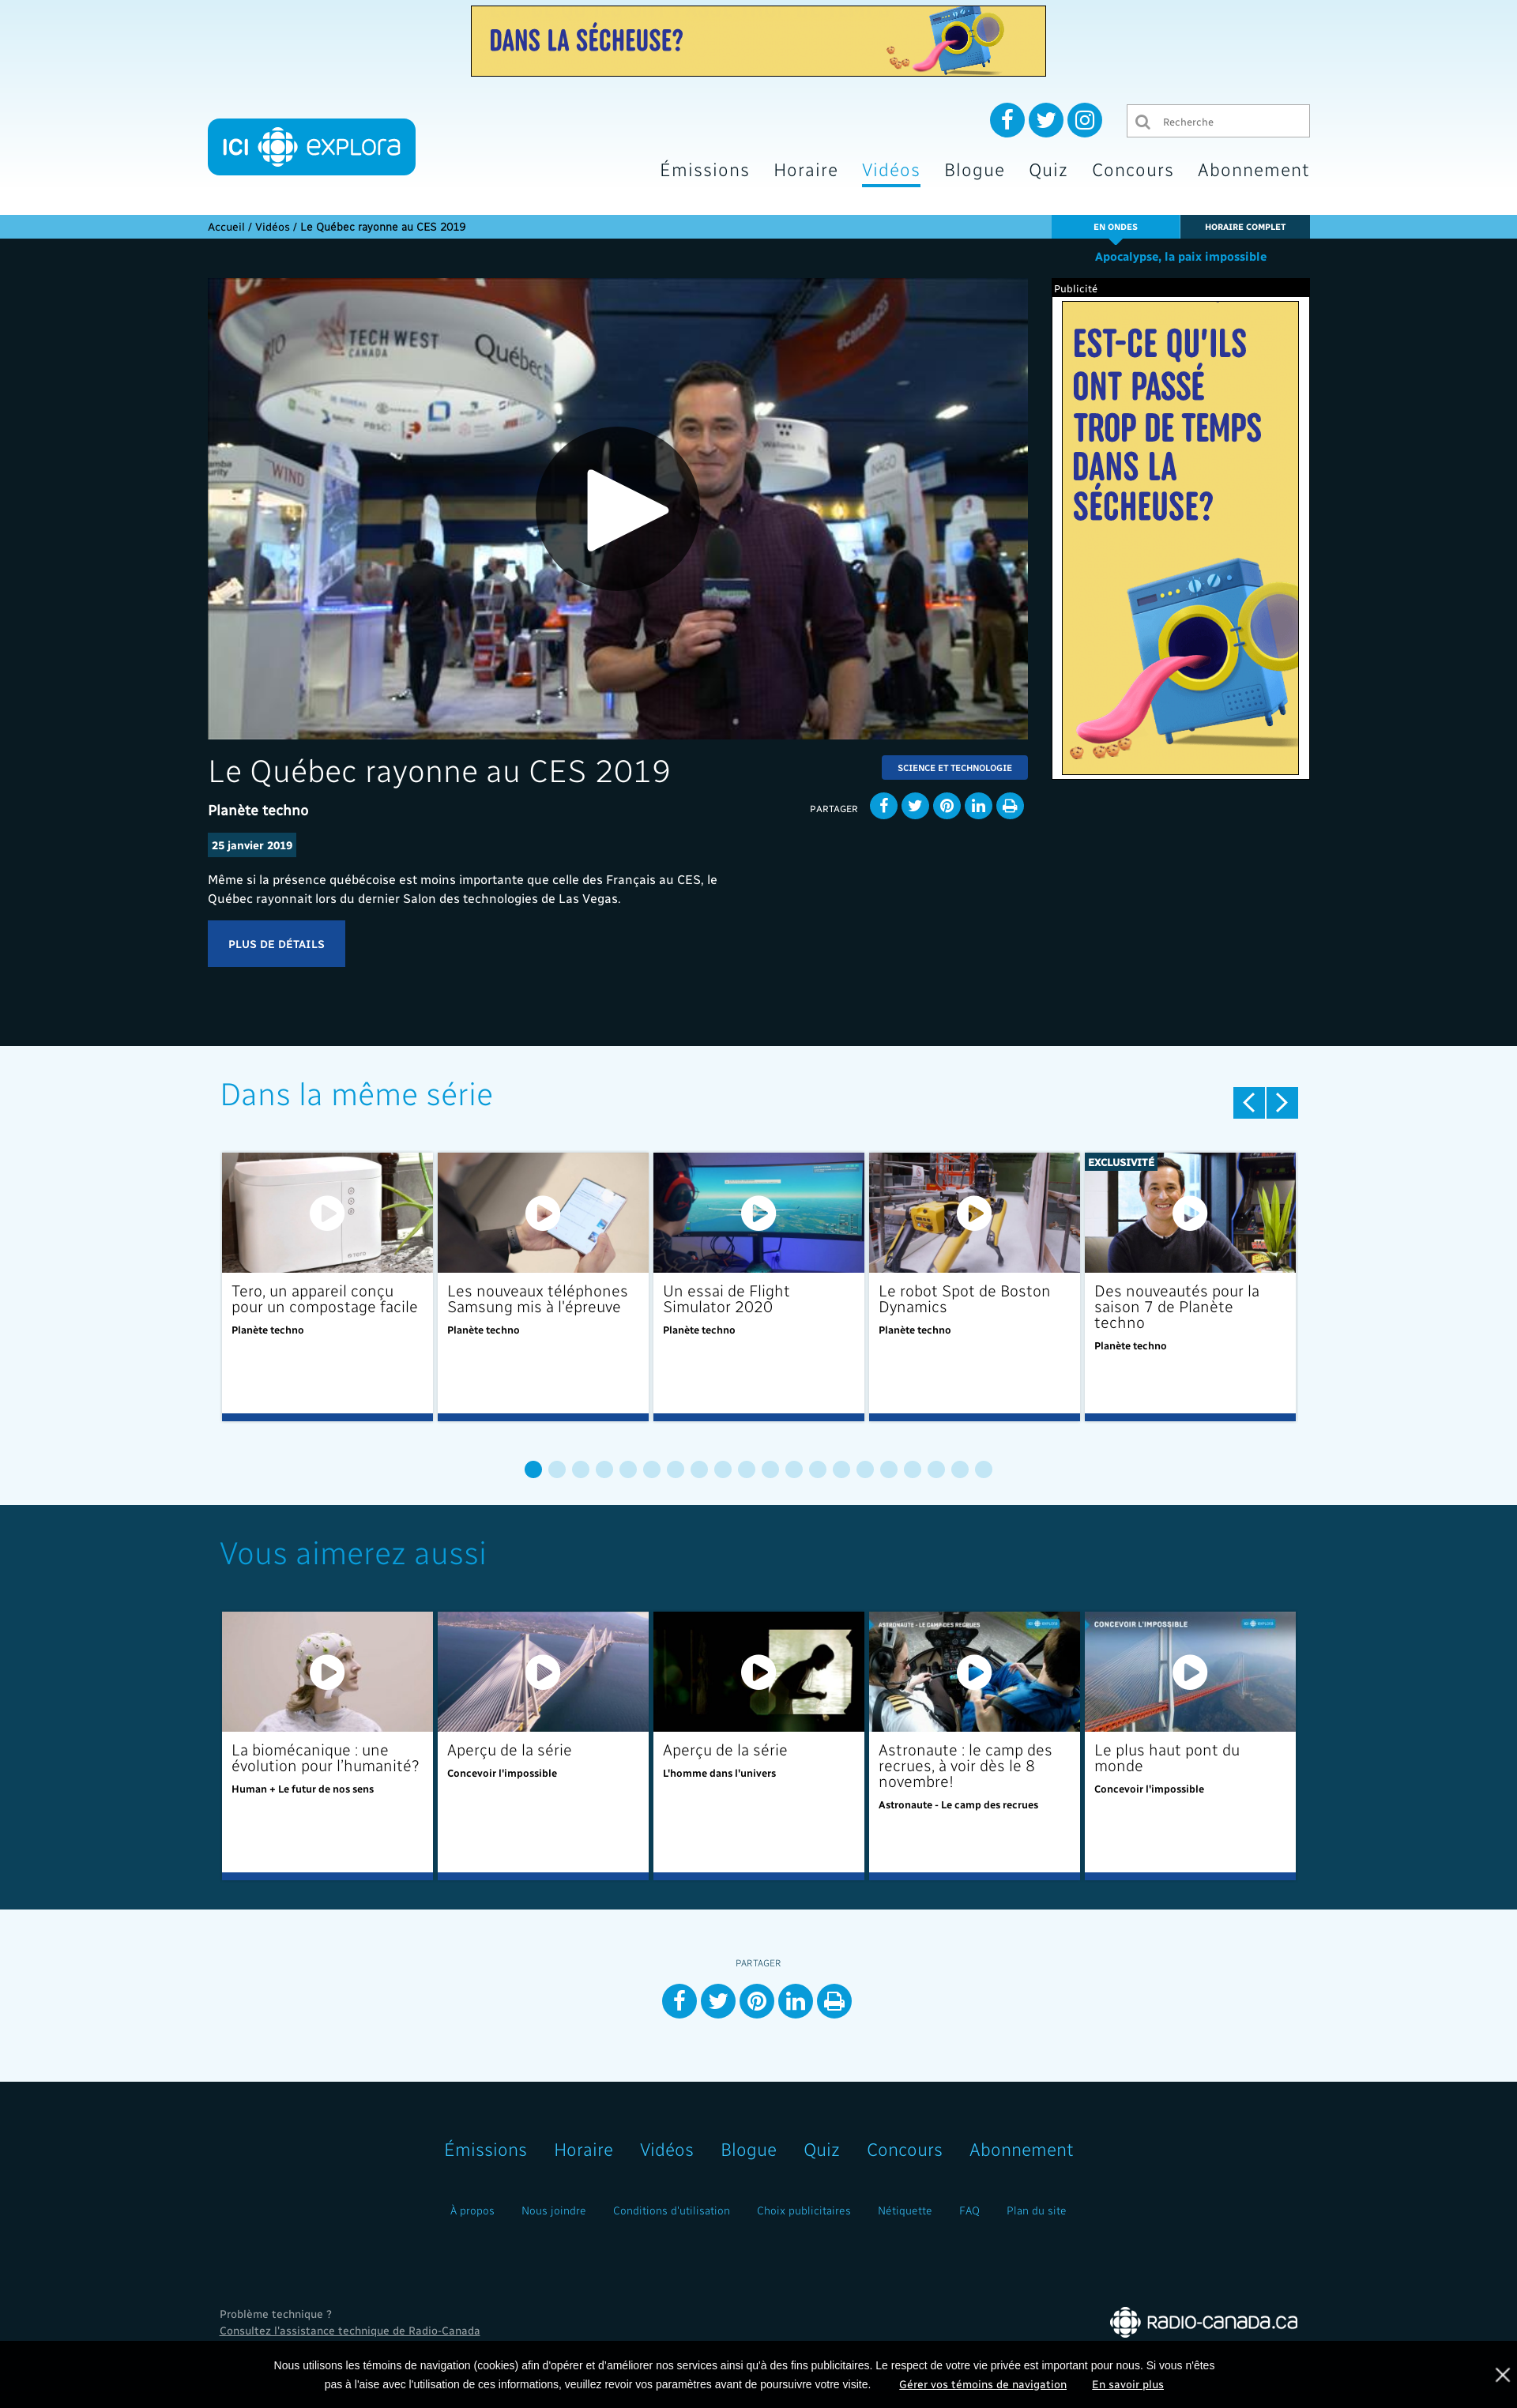 DANS LA SÉCHEUSE?
ICI explora
Recherche
Émissions Horaire Vidéos Blogue Quiz Concours Abonnement
Accueil / Vidéos / Le Québec rayonne au CES 2019
EN ONDES
HORAIRE COMPLET
Apocalypse, la paix impossible
TECH WEST
CANADA
Québec
#CanadaCES
WIND
Publicité
EST-CE QU'ILS
ONT PASSÉ
TROP DE TEMPS
DANS LA
SÉCHEUSE?
Le Québec rayonne au CES 2019
SCIENCE ET TECHNOLOGIE
Planète techno
PARTAGER
25 janvier 2019
Même si la présence québécoise est moins importante que celle des Français au CES, le
Québec rayonnait lors du dernier Salon des technologies de Las Vegas.
PLUS DE DÉTAILS
Dans la même série
EXCLUSIVITÉ
Tero, un appareil conçu
pour un compostage facile
Planète techno
Les nouveaux téléphones
Samsung mis à l'épreuve
Planète techno
Un essai de Flight
Simulator 2020
Planète techno
Le robot Spot de Boston
Dynamics
Planète techno
Des nouveautés pour la
saison 7 de Planète
techno
Planète techno
Vous aimerez aussi
ASTRONAUTE - LE CAMP DES RECRUES
CONCEVOIR L'IMPOSSIBLE
La biomécanique : une
évolution pour l'humanité?
Human + Le futur de nos sens
Aperçu de la série
Concevoir l'impossible
Aperçu de la série
L'homme dans l'univers
Astronaute : le camp des
recrues, à voir dès le 8
novembre!
Astronaute - Le camp des recrues
Le plus haut pont du
monde
Concevoir l'impossible
PARTAGER
Émissions Horaire Vidéos Blogue Quiz Concours Abonnement
À propos Nous joindre Conditions d'utilisation Choix publicitaires Nétiquette FAQ Plan du site
Problème technique ?
Consultez l'assistance technique de Radio-Canada
RADIO-CANADA.CA
Nous utilisons les témoins de navigation (cookies) afin d'opérer et d'améliorer nos services ainsi qu'à des fins publicitaires. Le respect de votre vie privée est important pour nous. Si vous n'êtes
pas à l'aise avec l'utilisation de ces informations, veuillez revoir vos paramètres avant de poursuivre votre visite. Gérer vos témoins de navigation En savoir plus